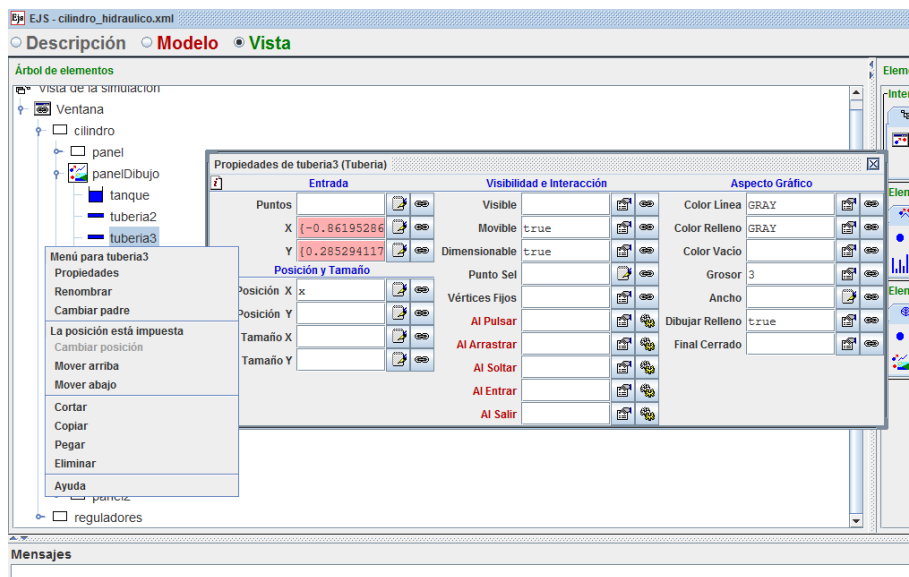 EJS - cilindro_hidraulico.xml
Descripción Modelo Vista
Árbol de elementos
Vista de la simulación
Ventana
cilindro
panel
panelDibujo
tanque
tuberia2
tuberia3
Menú para tuberia3
Propiedades
Renombrar
Cambiar padre
La posición está impuesta
Cambiar posición
Mover arriba
Mover abajo
Cortar
Copiar
Pegar
Eliminar
Ayuda
reguladores
Propiedades de tuberia3 (Tuberia)
Entrada
Puntos
X {-0.86195286
Y {0.285294117
Posición y Tamaño
Posición X x
Posición Y
Tamaño X
Tamaño Y
Visibilidad e Interacción
Visible
Movible true
Dimensionable true
Punto Sel
Vértices Fijos
Al Pulsar
Al Arrastrar
Al Soltar
Al Entrar
Al Salir
Aspecto Gráfico
Color Línea GRAY
Color Relleno GRAY
Color Vacío
Grosor 3
Ancho
Dibujar Relleno true
Final Cerrado
Elem
Inter
Elem
Elem
Mensajes